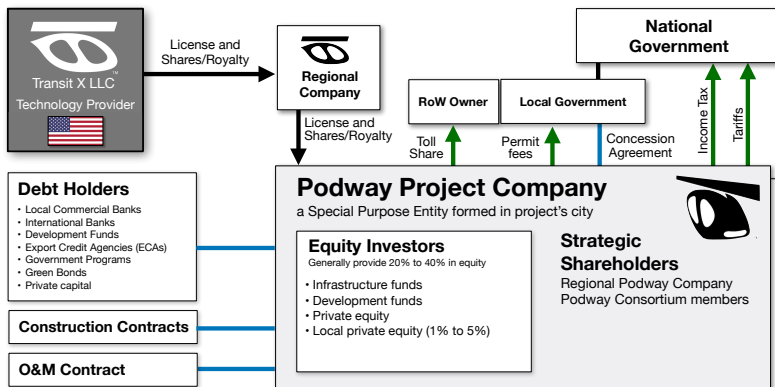 Transit X LLC
™
Technology Provider
License and
Shares/Royalty
Regional
Company
License and
Shares/Royalty
National
Government
RoW Owner
Local Government
Toll
Share
Permit
fees
Concession
Agreement
Income Tax
Tariffs
Debt Holders
• Local Commercial Banks
• International Banks
• Development Funds
• Export Credit Agencies (ECAs)
• Government Programs
• Green Bonds
• Private capital
Construction Contracts
O&M Contract
Podway Project Company
a Special Purpose Entity formed in project's city
Equity Investors
Generally provide 20% to 40% in equity
• Infrastructure funds
• Development funds
• Private equity
• Local private equity (1% to 5%)
Strategic
Shareholders
Regional Podway Company
Podway Consortium members